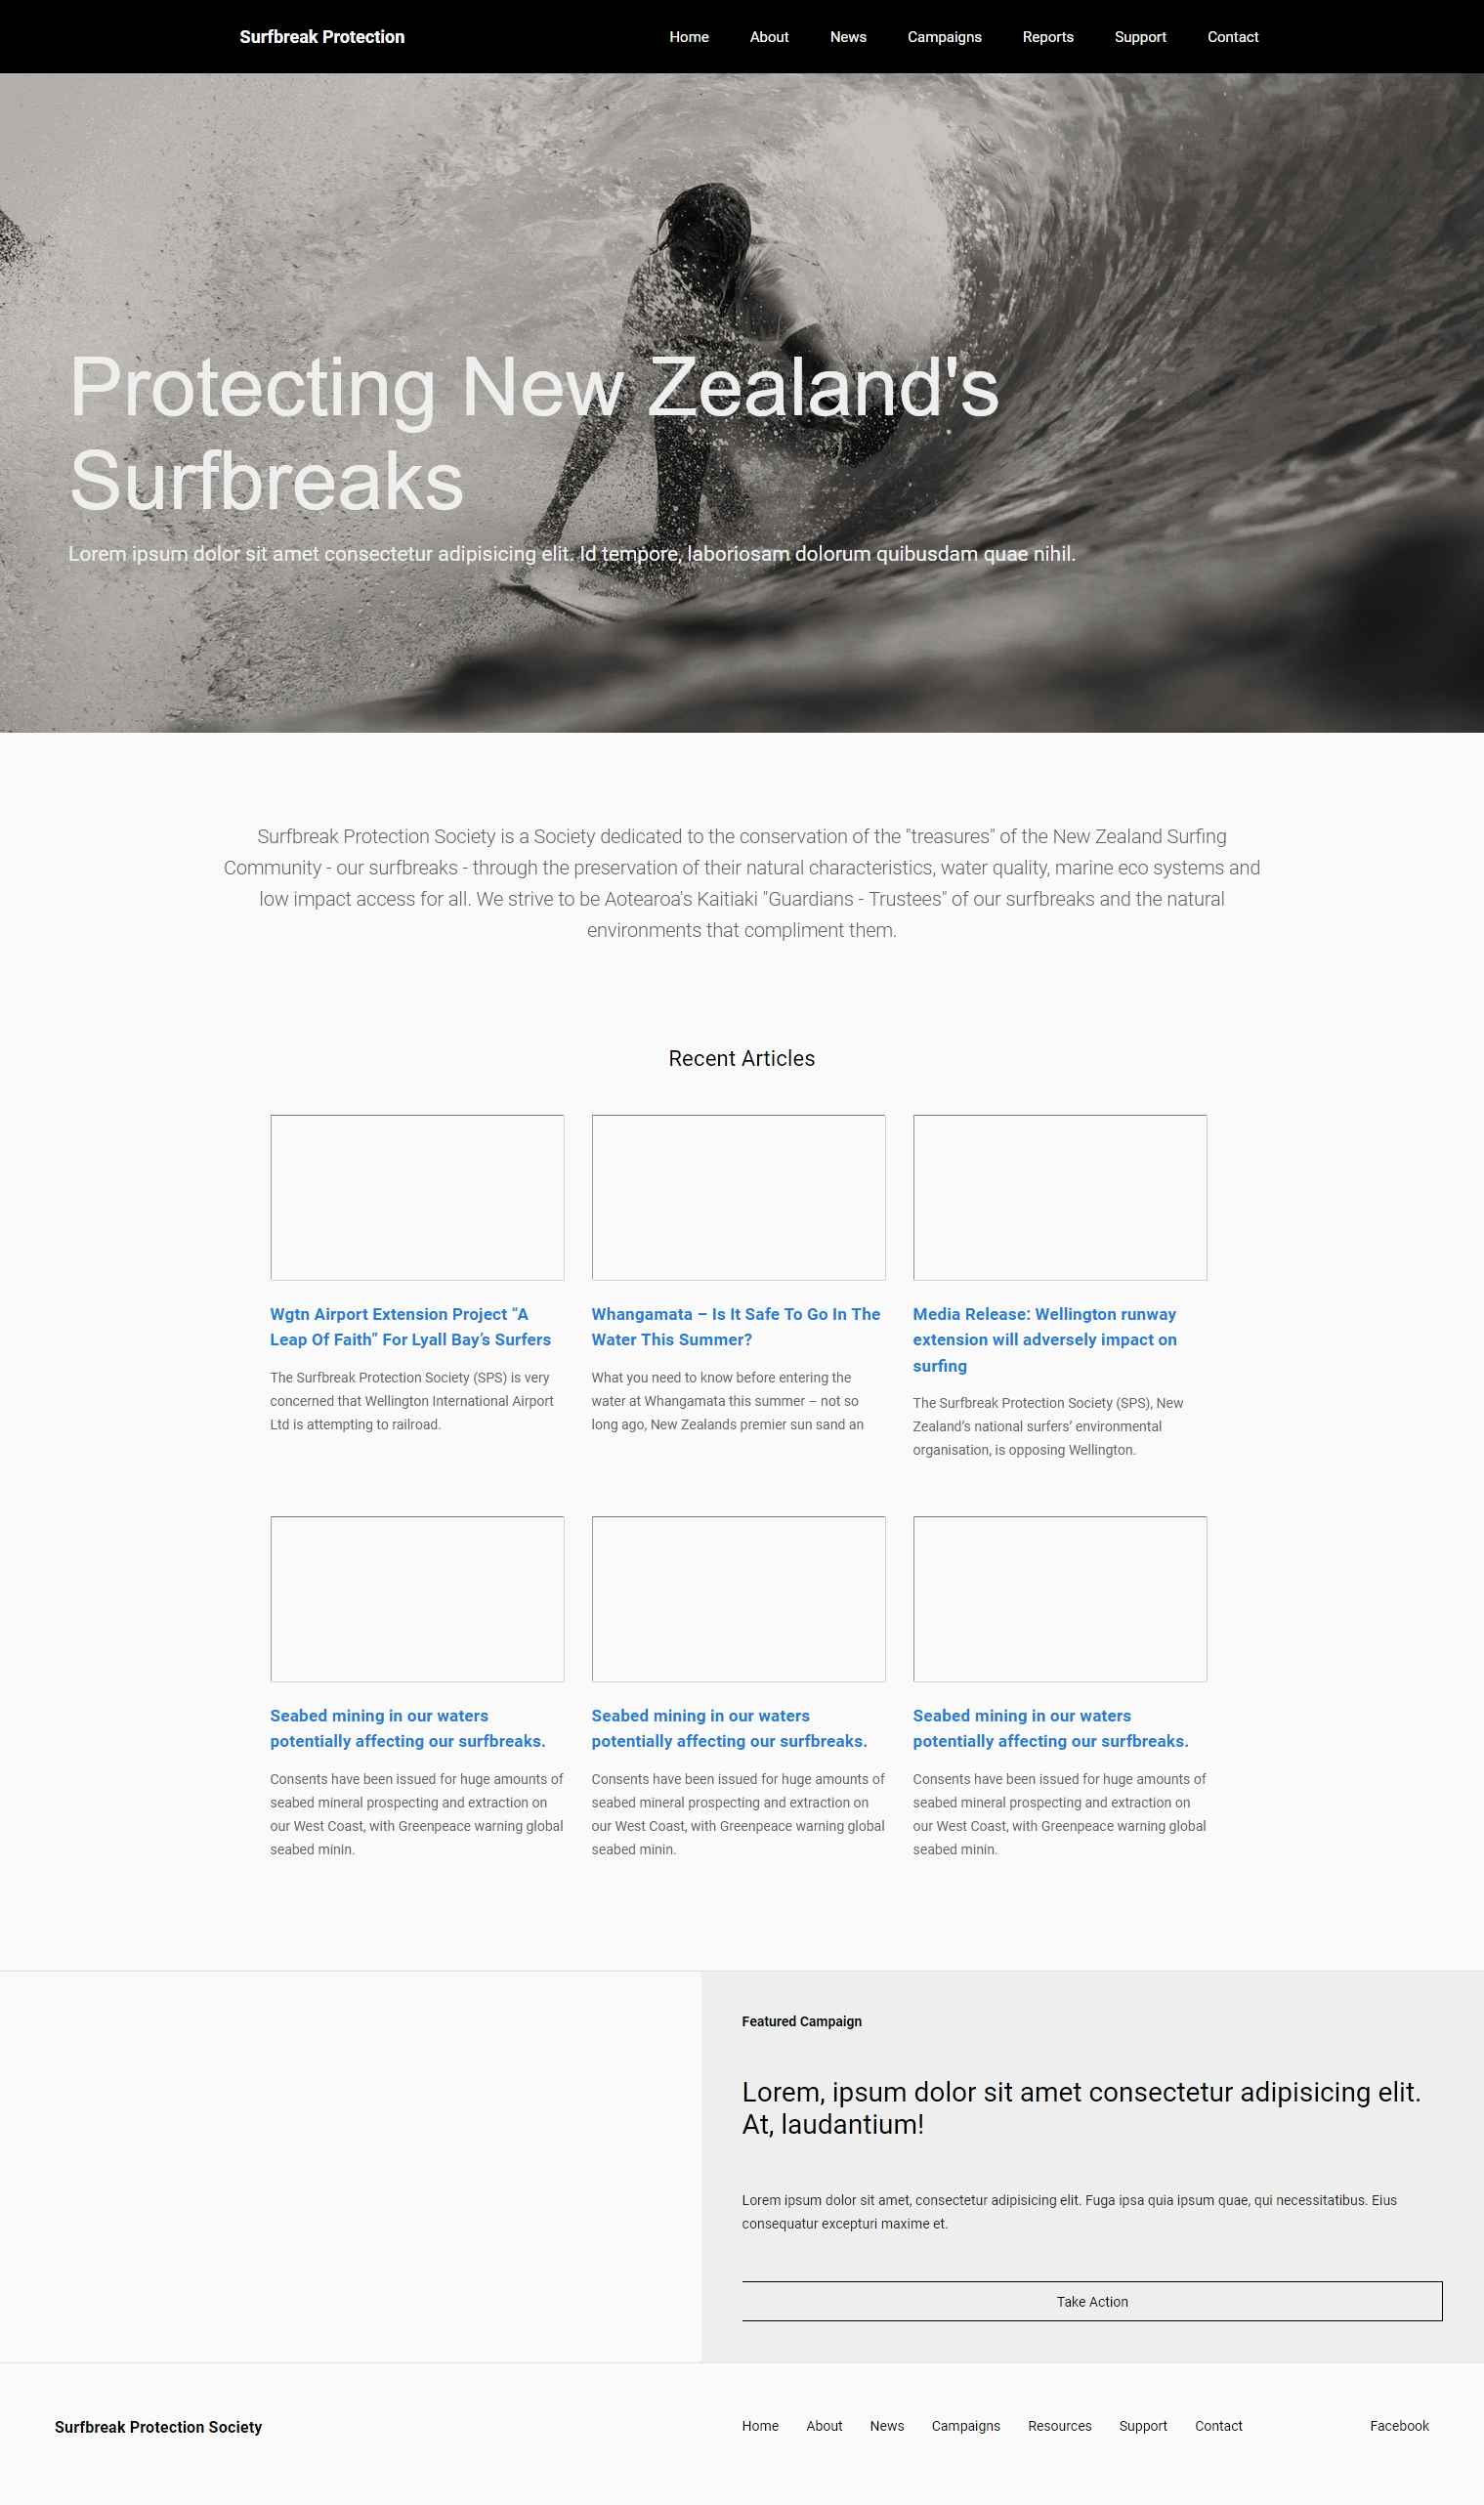 Surfbreak Protection
Home About News Campaigns Reports Support Contact
Protecting New Zealand's
Surfbreaks
Lorem ipsum dolor sit amet consectetur adipisicing elit. Id tempore, laboriosam dolorum quibusdam quae nihil.
Surfbreak Protection Society is a Society dedicated to the conservation of the "treasures" of the New Zealand Surfing
Community - our surfbreaks - through the preservation of their natural characteristics, water quality, marine eco systems and
low impact access for all. We strive to be Aotearoa's Kaitiaki "Guardians - Trustees" of our surfbreaks and the natural
environments that compliment them.
Recent Articles
Wgtn Airport Extension Project “A
Leap Of Faith” For Lyall Bay’s Surfers
The Surfbreak Protection Society (SPS) is very
concerned that Wellington International Airport
Ltd is attempting to railroad.
Whangamata – Is It Safe To Go In The
Water This Summer?
What you need to know before entering the
water at Whangamata this summer – not so
long ago, New Zealands premier sun sand an
Media Release: Wellington runway
extension will adversely impact on
surfing
The Surfbreak Protection Society (SPS), New
Zealand’s national surfers’ environmental
organisation, is opposing Wellington.
Seabed mining in our waters
potentially affecting our surfbreaks.
Consents have been issued for huge amounts of
seabed mineral prospecting and extraction on
our West Coast, with Greenpeace warning global
seabed minin.
Seabed mining in our waters
potentially affecting our surfbreaks.
Consents have been issued for huge amounts of
seabed mineral prospecting and extraction on
our West Coast, with Greenpeace warning global
seabed minin.
Seabed mining in our waters
potentially affecting our surfbreaks.
Consents have been issued for huge amounts of
seabed mineral prospecting and extraction on
our West Coast, with Greenpeace warning global
seabed minin.
Featured Campaign
Lorem, ipsum dolor sit amet consectetur adipisicing elit.
At, laudantium!
Lorem ipsum dolor sit amet, consectetur adipisicing elit. Fuga ipsa quia ipsum quae, qui necessitatibus. Eius
consequatur excepturi maxime et.
Take Action
Surfbreak Protection Society
Home About News Campaigns Resources Support Contact Facebook